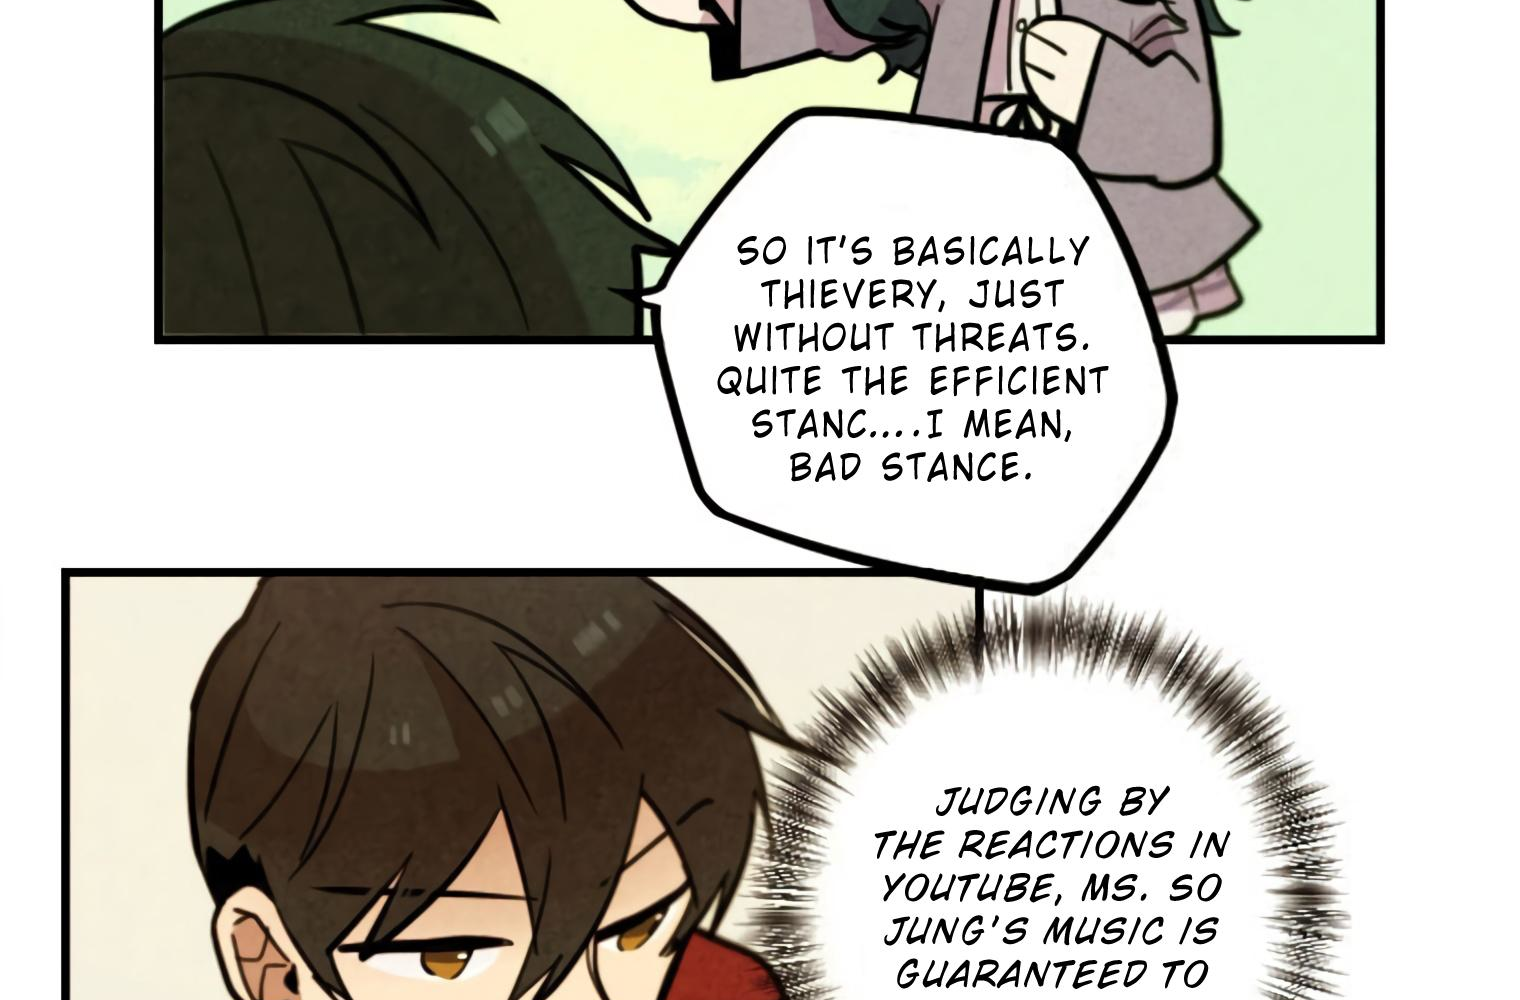 SO IT'S BASICALLY
THIEVERY, JUST
WITHOUT THREATS.
QUITE THE EFFICIENT
STANC....I MEAN,
BAD STANCE.
JUDGING BY
THE REACTIONS IN
YOUTUBE, MS. SO
JUNG'S MUSIC IS
GUARANTEED TO